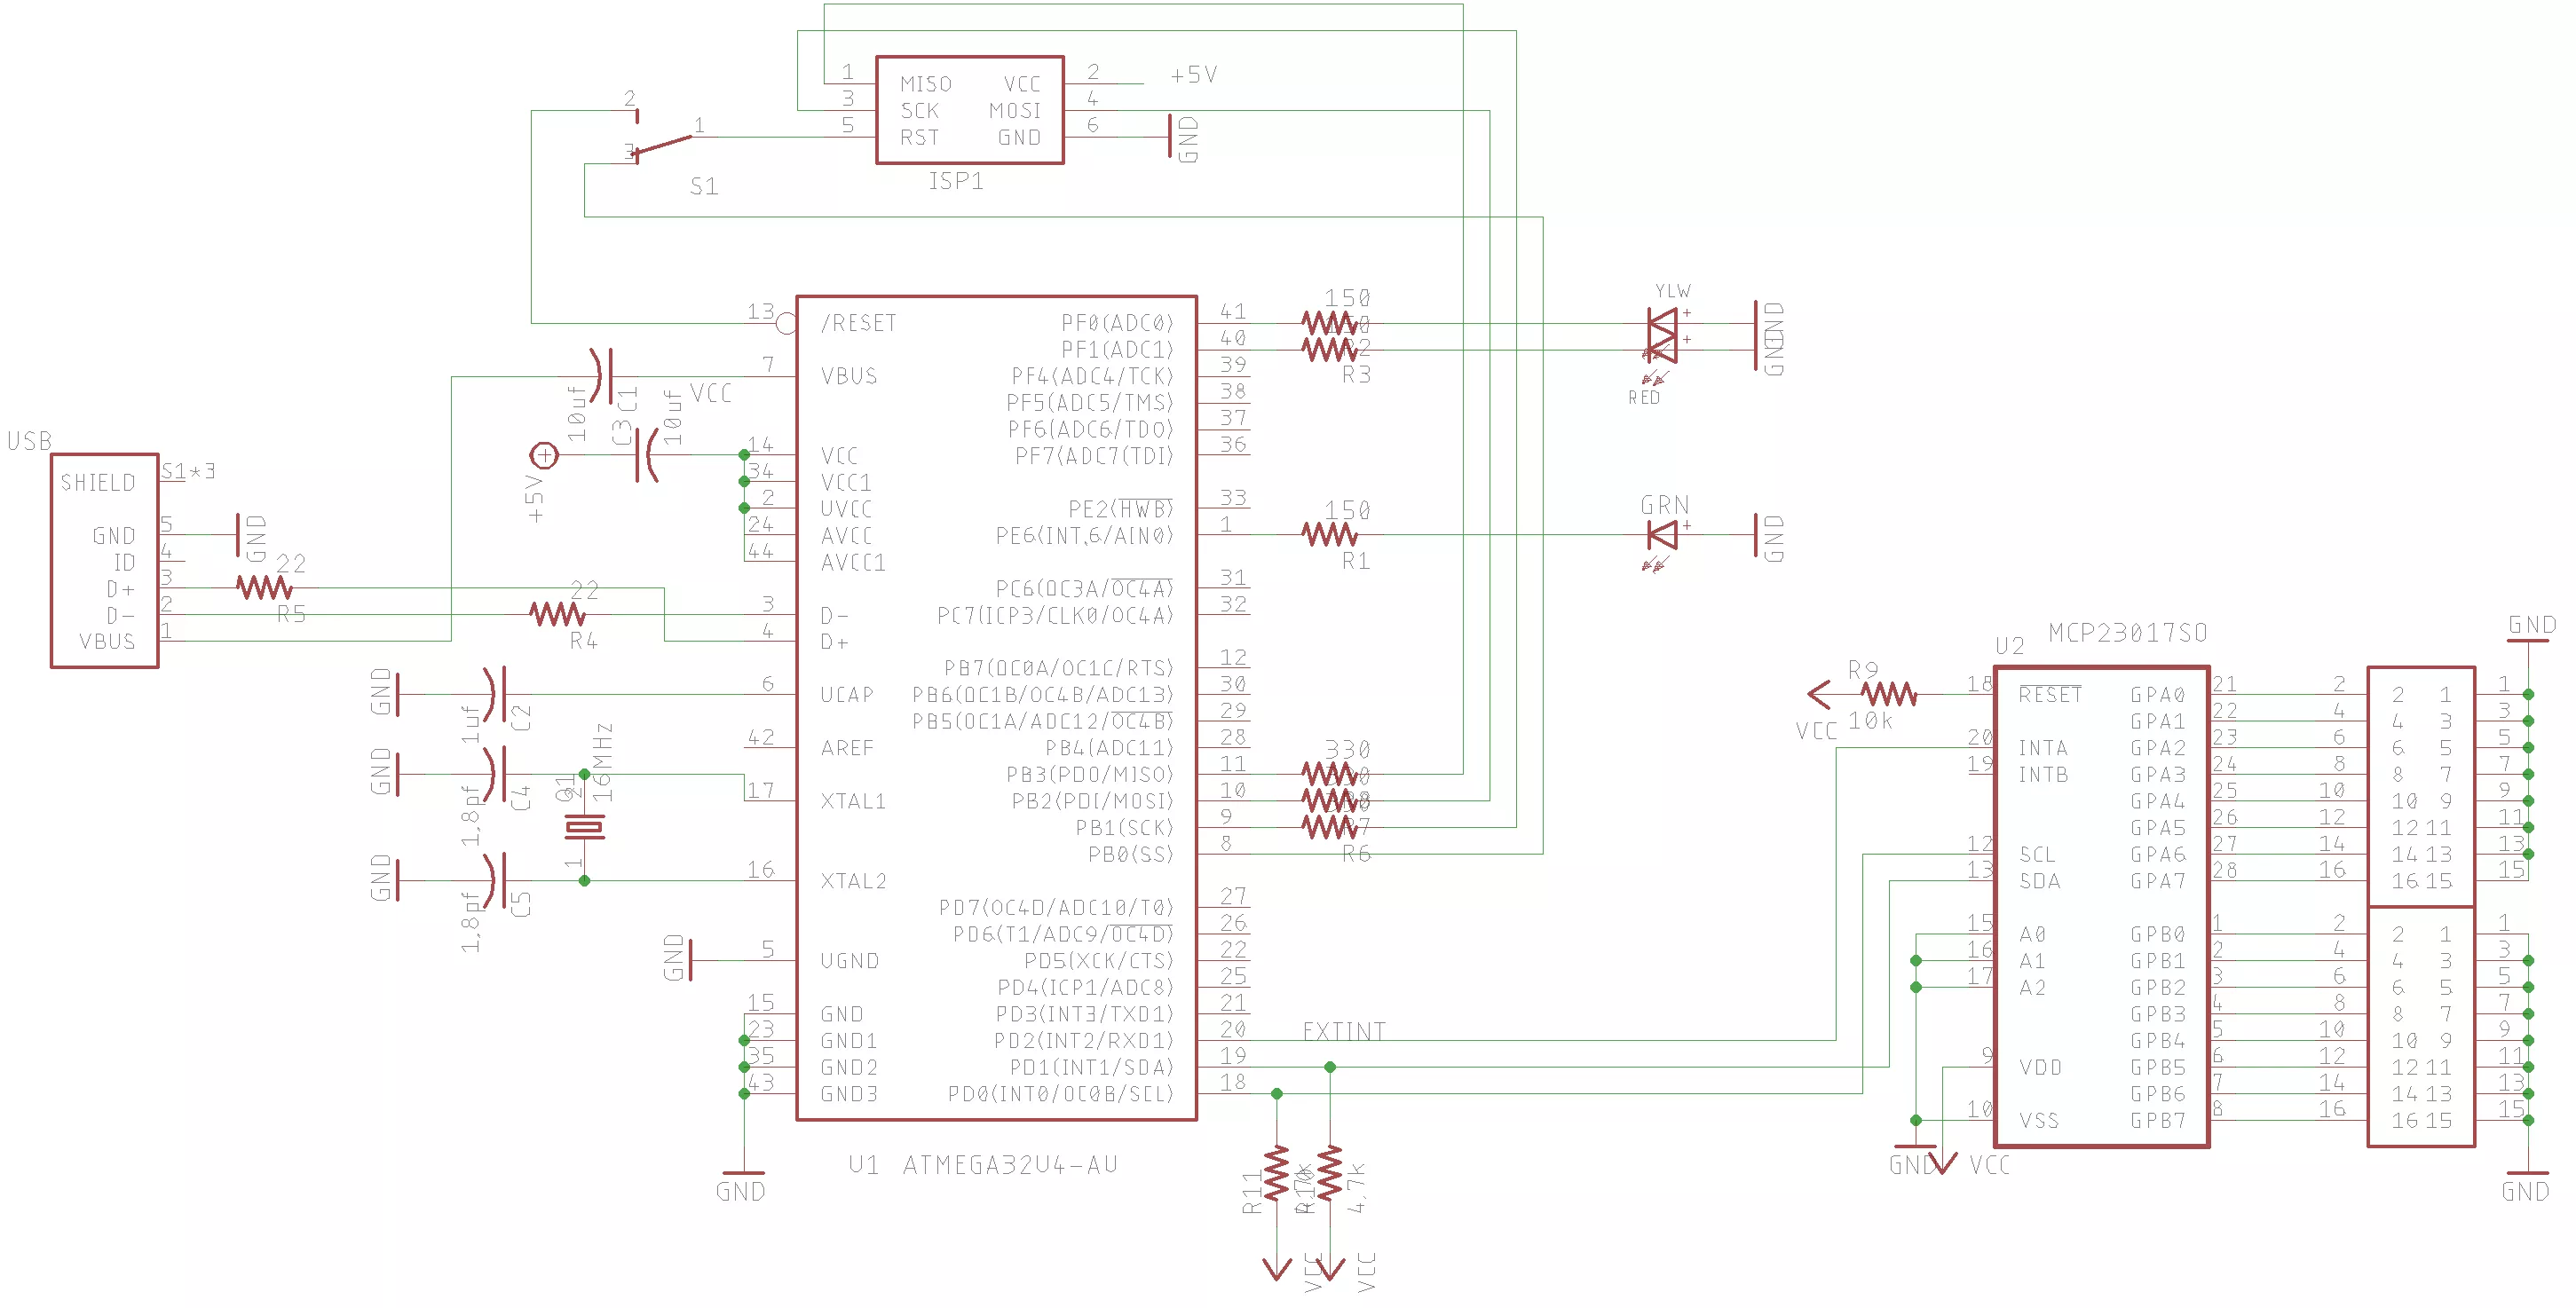 1 MISO VCC 2 +5V
3 SCK MOSI 4
5 RST GND 6 GND
ISP1
2
1
3
S1
13 /RESET
7 VBUS
14 VCC
34 VCC1
2 UVCC
24 AVCC
44 AVCC1
3 D-
4 D+
6 UCAP
42 AREF
17 XTAL1
16 XTAL2
5 UGND
15 GND
23 GND1
35 GND2
43 GND3
PF0(ADC0) 41
PF1(ADC1) 40
PF4(ADC4/TCK) 39
PF5(ADC5/TMS) 38
PF6(ADC6/TDO) 37
PF7(ADC7(TDI) 36
PE2(HWB) 33
PE6(INT,6/AIN0) 1
PC6(OC3A/OC4A) 31
PC7(ICP3/CLK0/OC4A) 32
PB7(OC0A/OC1C/RTS) 12
PB6(OC1B/OC4B/ADC13) 30
PB5(OC1A/ADC12/OC4B) 29
PB4(ADC11) 28
PB3(PDO/MISO) 11
PB2(PDI/MOSI) 10
PB1(SCK) 9
PB0(SS) 8
PD7(OC4D/ADC10/T0) 27
PD6(T1/ADC9/OC4D) 26
PD5(XCK/CTS) 22
PD4(ICP1/ADC8) 25
PD3(INT3/TXD1) 21
PD2(INT2/RXD1) 20
PD1(INT1/SDA) 19
PD0(INT0/OC0B/SCL) 18
U1 ATMEGA32U4-AU
USB
SHIELD S1*3
GND 5 GND
ID 4
D+ 3
D- 2
VBUS 1
22
R5
22
R4
10uf
C1
VCC
+5V
C3
10uf
GND
1uf
C2
GND
1,8pf
C4
Q1
16MHz
1
GND
1,8pf
C5
GND
GND
150
R2
R3
YLW
+
+
RED
GND
GND
150
R1
GRN
+
GND
330
R7
R6
EXTINT
R11
4,7k
VCC
VCC
U2 MCP23017SO
R9
10k
VCC
18 RESET
20 INTA
19 INTB
12 SCL
13 SDA
15 A0
16 A1
17 A2
9 VDD
10 VSS
GND
VCC
GPA0 21
GPA1 22
GPA2 23
GPA3 24
GPA4 25
GPA5 26
GPA6 27
GPA7 28
GPB0 1
GPB1 2
GPB2 3
GPB3 4
GPB4 5
GPB5 6
GPB6 7
GPB7 8
GND
2 2 1 1
4 4 3 3
6 6 5 5
8 8 7 7
10 10 9 9
12 12 11 11
14 14 13 13
16 16 15 15
2 2 1 1
4 4 3 3
6 6 5 5
8 8 7 7
10 10 9 9
12 12 11 11
14 14 13 13
16 16 15 15
GND